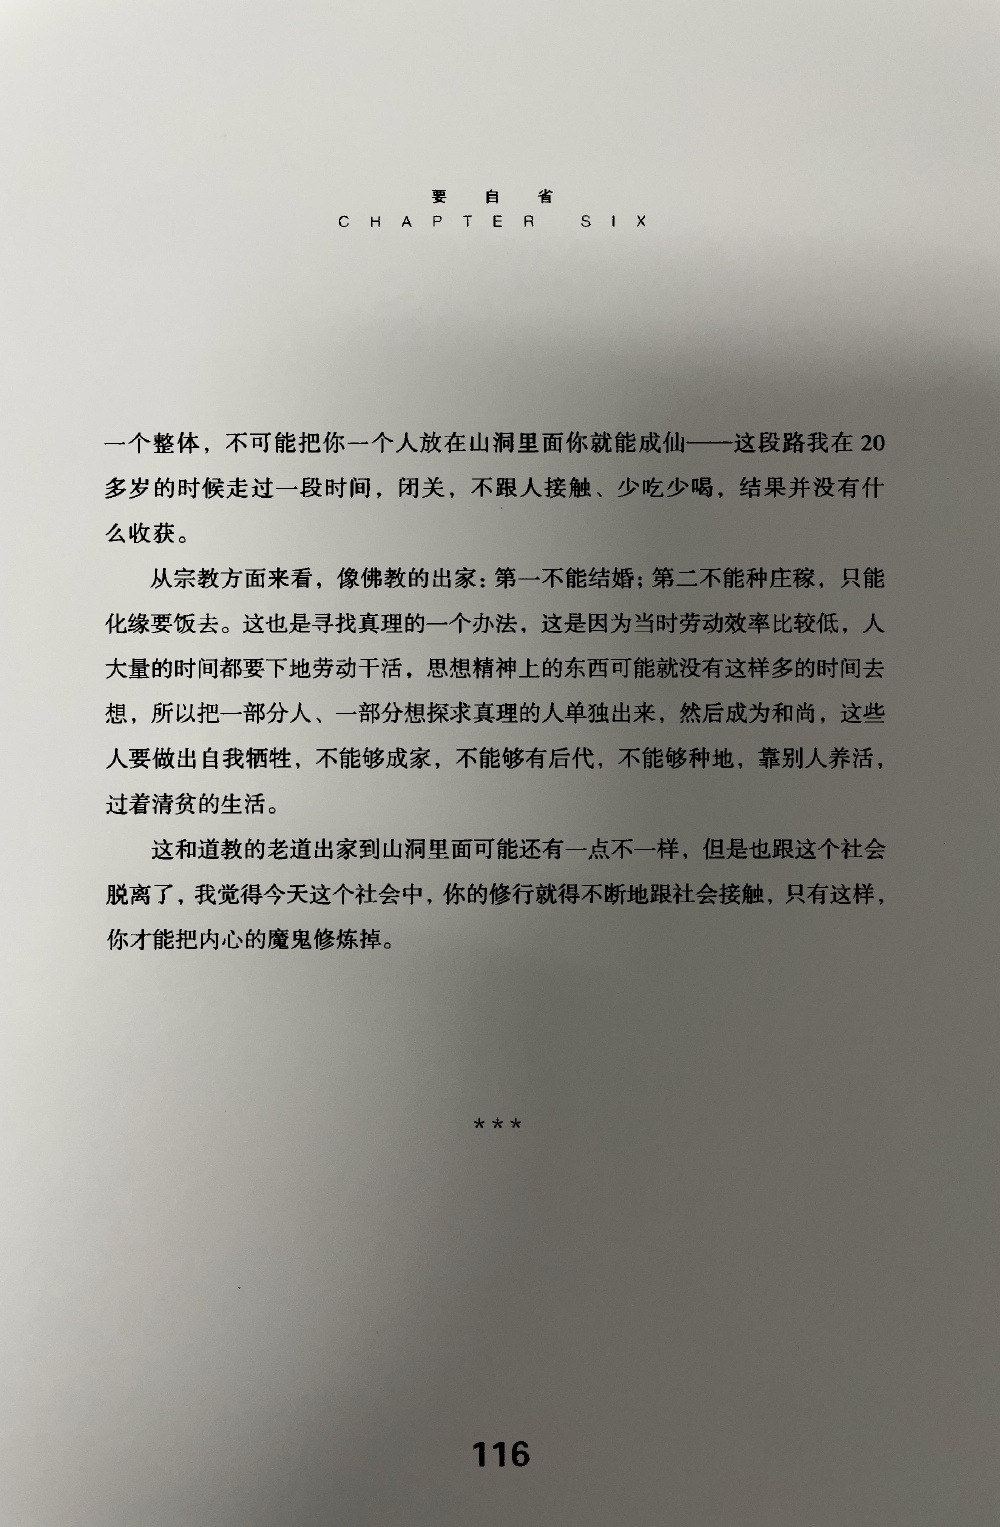 要自省
CHAPTER SIX
一个整体，不可能把你一个人放在山洞里面你就能成仙——这段路我在 20
多岁的时候走过一段时间，闭关，不跟人接触、少吃少喝，结果并没有什
么收获。
从宗教方面来看，像佛教的出家：第一不能结婚；第二不能种庄稼，只能
化缘要饭去。这也是寻找真理的一个办法，这是因为当时劳动效率比较低，人
大量的时间都要下地劳动干活，思想精神上的东西可能就没有这样多的时间去
想，所以把一部分人、一部分想探求真理的人单独出来，然后成为和尚，这些
人要做出自我牺牲，不能够成家，不能够有后代，不能够种地，靠别人养活，
过着清贫的生活。
这和道教的老道出家到山洞里面可能还有一点不一样，但是也跟这个社会
脱离了，我觉得今天这个社会中，你的修行就得不断地跟社会接触，只有这样，
你才能把内心的魔鬼修炼掉。
***
116